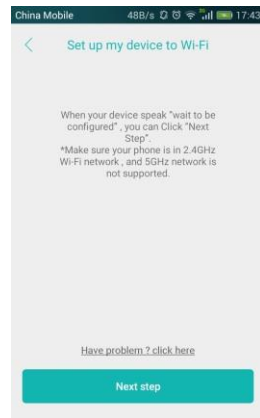 China Mobile 48B/s 17:43
Set up my device to Wi-Fi
When your device speak "wait to be
configured" , you can Click "Next
Step".
*Make sure your phone is in 2.4GHz
Wi-Fi network , and 5GHz network is
not supported.
Have problem ? click here
Next step